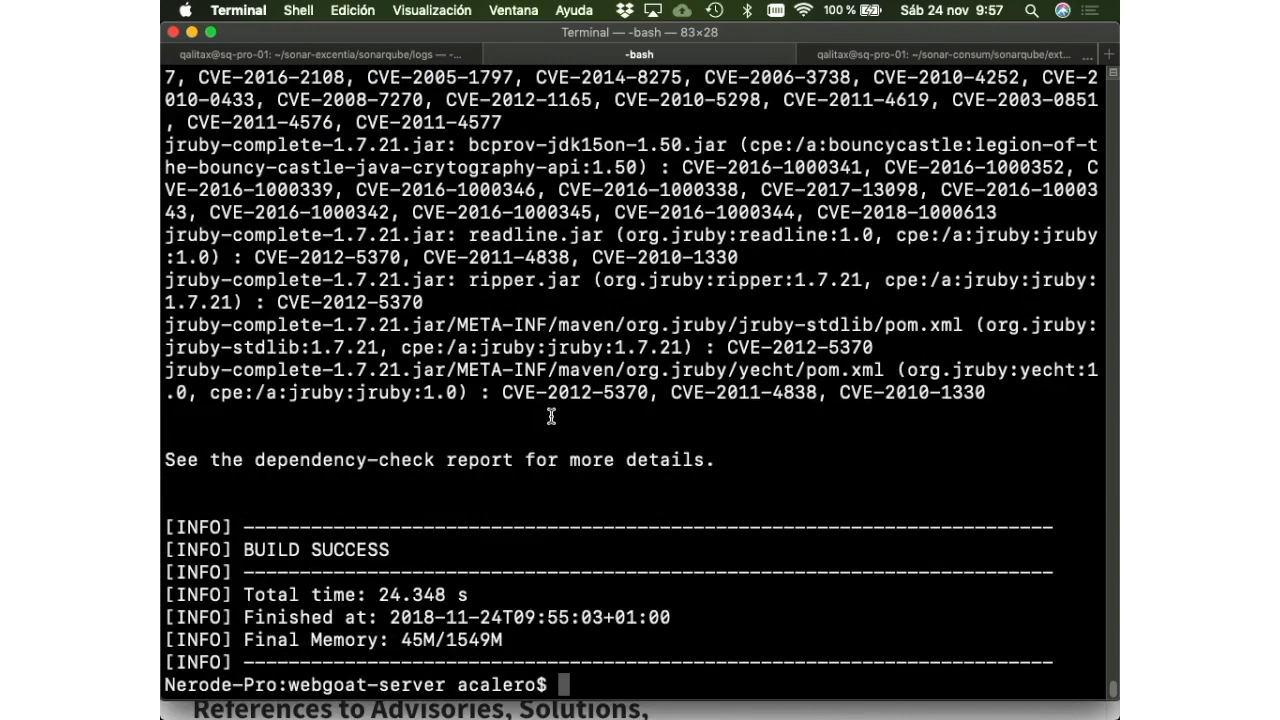 Terminal Shell Edición Visualización Ventana Ayuda 100 % Sáb 24 nov 9:57
Terminal — -bash — 83×28
qalitax@sq-pro-01: ~/sonar-excentia/sonarqube/logs — -... -bash qalitax@sq-pro-01: ~/sonar-consum/sonarqube/ext... ... +
7, CVE-2016-2108, CVE-2005-1797, CVE-2014-8275, CVE-2006-3738, CVE-2010-4252, CVE-2
010-0433, CVE-2008-7270, CVE-2012-1165, CVE-2010-5298, CVE-2011-4619, CVE-2003-0851
, CVE-2011-4576, CVE-2011-4577
jruby-complete-1.7.21.jar: bcprov-jdk15on-1.50.jar (cpe:/a:bouncycastle:legion-of-t
he-bouncy-castle-java-crytography-api:1.50) : CVE-2016-1000341, CVE-2016-1000352, C
VE-2016-1000339, CVE-2016-1000346, CVE-2016-1000338, CVE-2017-13098, CVE-2016-10003
43, CVE-2016-1000342, CVE-2016-1000345, CVE-2016-1000344, CVE-2018-1000613
jruby-complete-1.7.21.jar: readline.jar (org.jruby:readline:1.0, cpe:/a:jruby:jruby
:1.0) : CVE-2012-5370, CVE-2011-4838, CVE-2010-1330
jruby-complete-1.7.21.jar: ripper.jar (org.jruby:ripper:1.7.21, cpe:/a:jruby:jruby:
1.7.21) : CVE-2012-5370
jruby-complete-1.7.21.jar/META-INF/maven/org.jruby/jruby-stdlib/pom.xml (org.jruby:
jruby-stdlib:1.7.21, cpe:/a:jruby:jruby:1.7.21) : CVE-2012-5370
jruby-complete-1.7.21.jar/META-INF/maven/org.jruby/yecht/pom.xml (org.jruby:yecht:1
.0, cpe:/a:jruby:jruby:1.0) : CVE-2012-5370, CVE-2011-4838, CVE-2010-1330
See the dependency-check report for more details.
[INFO] ------------------------------------------------------------------------
[INFO] BUILD SUCCESS
[INFO] ------------------------------------------------------------------------
[INFO] Total time: 24.348 s
[INFO] Finished at: 2018-11-24T09:55:03+01:00
[INFO] Final Memory: 45M/1549M
[INFO] ------------------------------------------------------------------------
Nerode-Pro:webgoat-server acalero$
References to Advisories, Solutions,